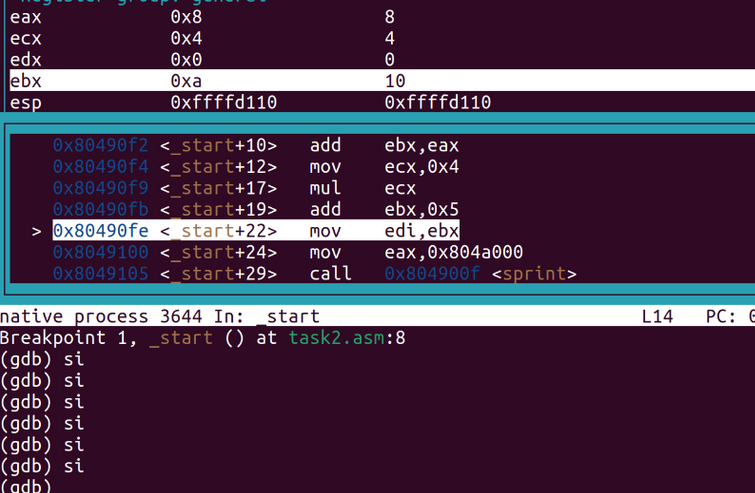 Register group: general
eax 0x8 8
ecx 0x4 4
edx 0x0 0
ebx 0xa 10
esp 0xffffd110 0xffffd110
0x80490f2 <_start+10> add ebx,eax
0x80490f4 <_start+12> mov ecx,0x4
0x80490f9 <_start+17> mul ecx
0x80490fb <_start+19> add ebx,0x5
> 0x80490fe <_start+22> mov edi,ebx
0x8049100 <_start+24> mov eax,0x804a000
0x8049105 <_start+29> call 0x804900f <sprint>
native process 3644 In: _start L14 PC: 0
Breakpoint 1, _start () at task2.asm:8
(gdb) si
(gdb) si
(gdb) si
(gdb) si
(gdb) si
(gdb) si
(gdb)